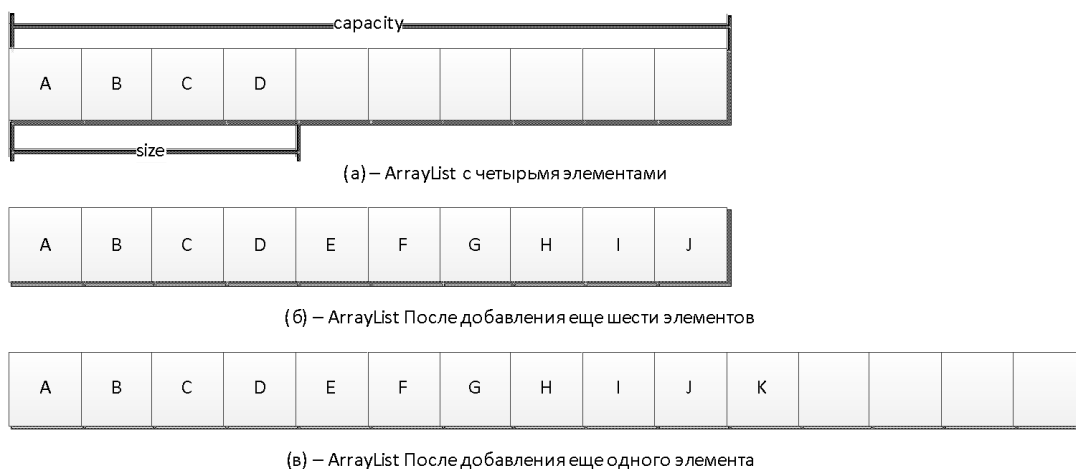 capacity
A B C D
size
(а) – ArrayList с четырьмя элементами
A B C D E F G H I J
(б) – ArrayList После добавления еще шести элементов
A B C D E F G H I J K
(в) – ArrayList После добавления еще одного элемента